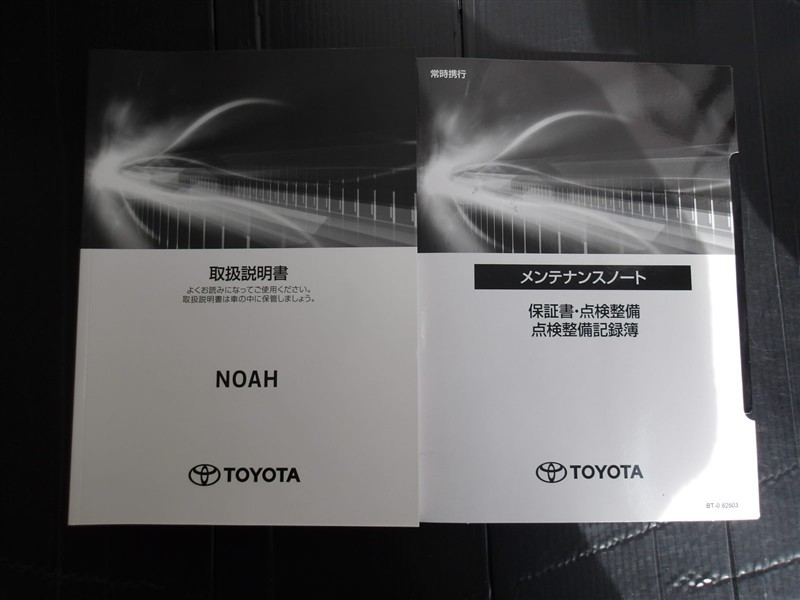 取扱説明書
よくお読みになってご使用ください。
取扱説明書は車の中に保管しましょう。
NOAH
TOYOTA
常時携行
メンテナンスノート
保証書・点検整備
点検整備記録簿
TOYOTA